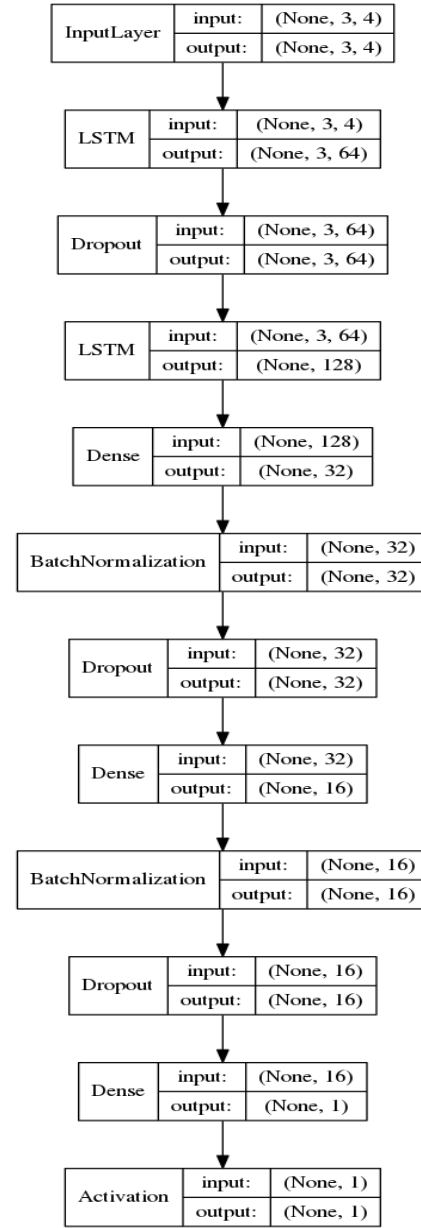 InputLayer input: (None, 3, 4)
output: (None, 3, 4)
LSTM input: (None, 3, 4)
output: (None, 3, 64)
Dropout input: (None, 3, 64)
output: (None, 3, 64)
LSTM input: (None, 3, 64)
output: (None, 128)
Dense input: (None, 128)
output: (None, 32)
BatchNormalization input: (None, 32)
output: (None, 32)
Dropout input: (None, 32)
output: (None, 32)
Dense input: (None, 32)
output: (None, 16)
BatchNormalization input: (None, 16)
output: (None, 16)
Dropout input: (None, 16)
output: (None, 16)
Dense input: (None, 16)
output: (None, 1)
Activation input: (None, 1)
output: (None, 1)